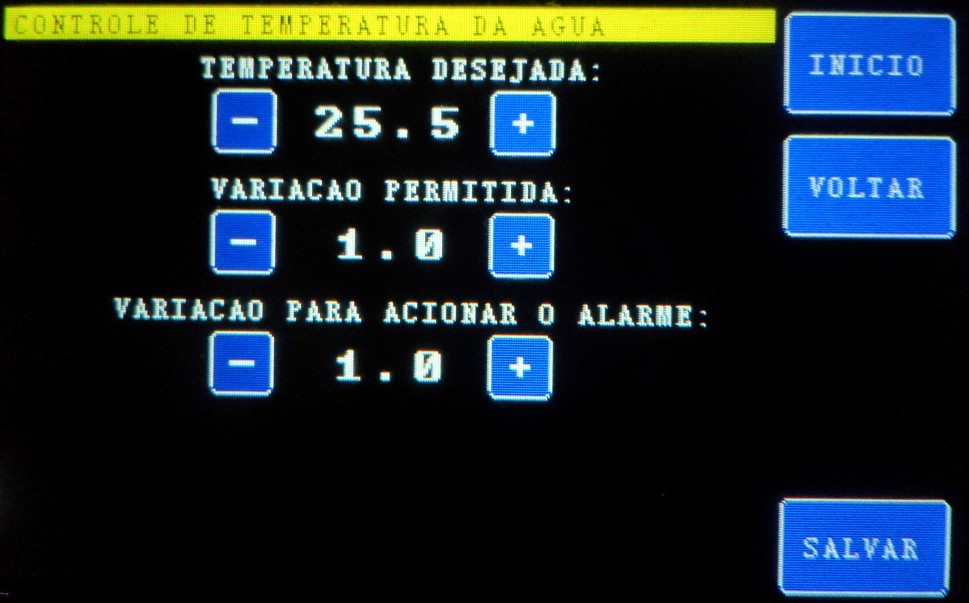 CONTROLE DE TEMPERATURA DA AGUA
INICIO
TEMPERATURA DESEJADA:
- 25.5 +
VOLTAR
VARIACAO PERMITIDA:
- 1.0 +
VARIACAO PARA ACIONAR O ALARME:
- 1.0 +
SALVAR